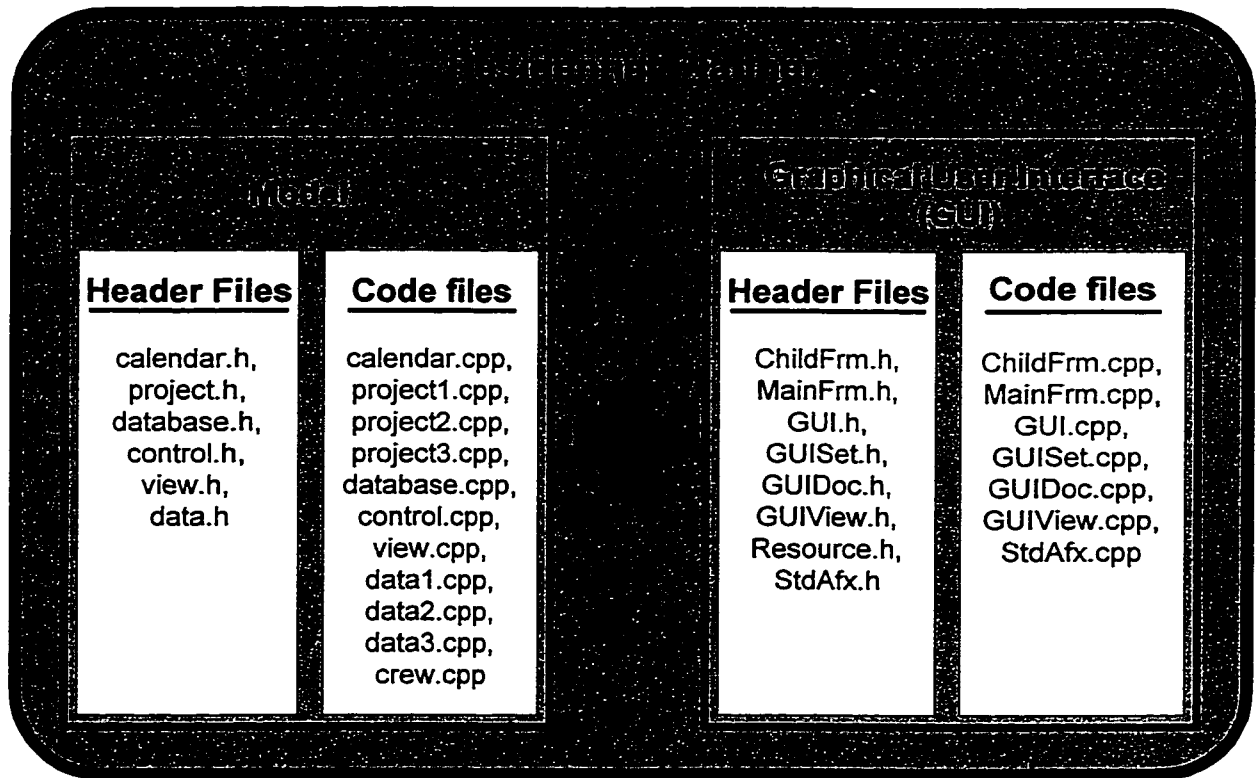 Model
Header Files
calendar.h,
project.h,
database.h,
control.h,
view.h,
data.h
Code files
calendar.cpp,
project1.cpp,
project2.cpp,
project3.cpp,
database.cpp,
control.cpp,
view.cpp,
data1.cpp,
data2.cpp,
data3.cpp,
crew.cpp
Graphical User Interface
(GUI)
Header Files
ChildFrm.h,
MainFrm.h,
GUI.h,
GUISet.h,
GUIDoc.h,
GUIView.h,
Resource.h,
StdAfx.h
Code files
ChildFrm.cpp,
MainFrm.cpp,
GUI.cpp,
GUISet.cpp,
GUIDoc.cpp,
GUIView.cpp,
StdAfx.cpp